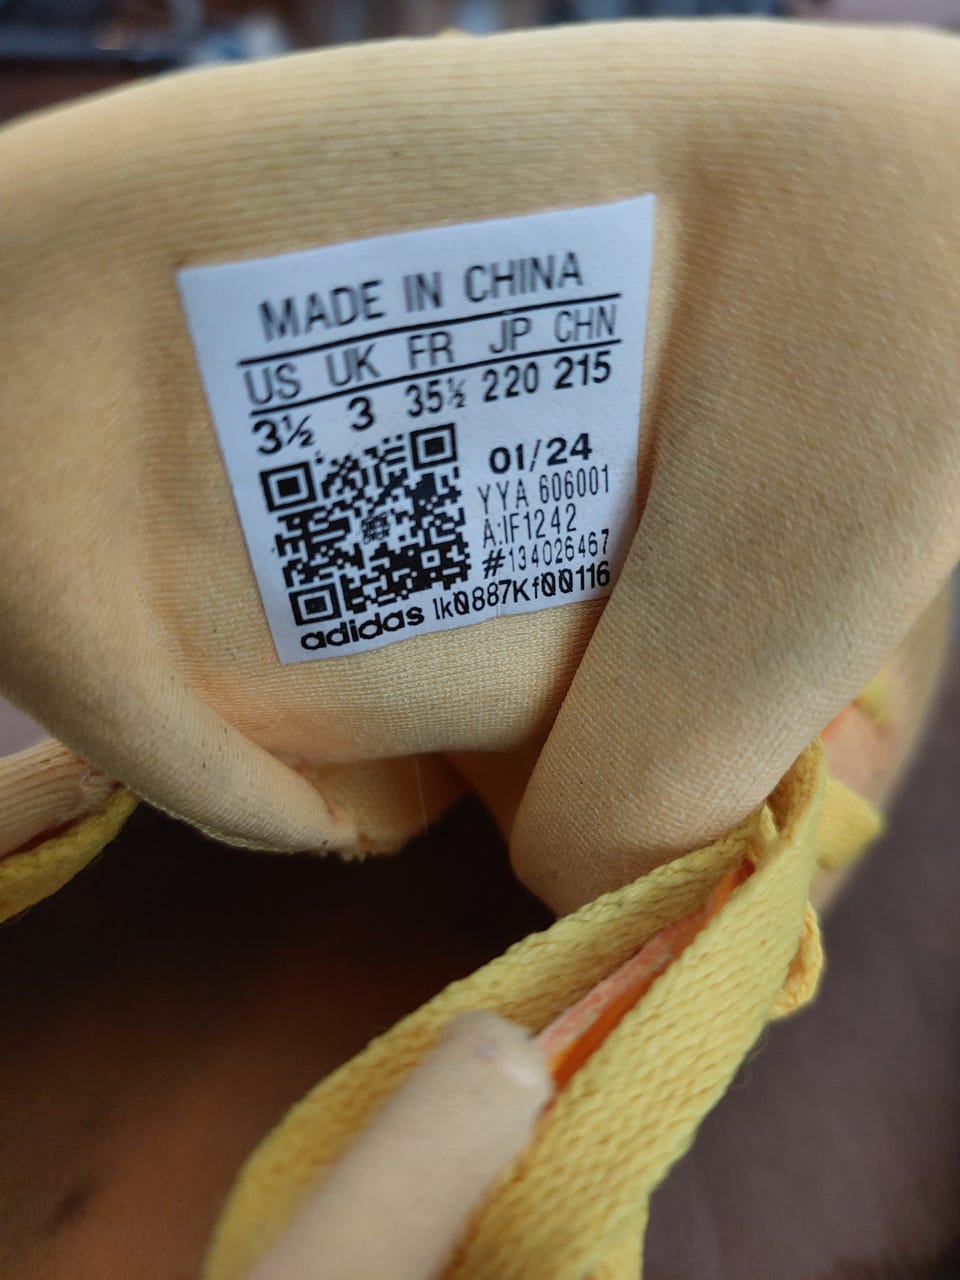 MADE IN CHINA
US UK FR JP CHN
3½ 3 35½ 220 215
01/24
YYA 606001
A:IF1242
#134026467
adidas lk0887Kf00116